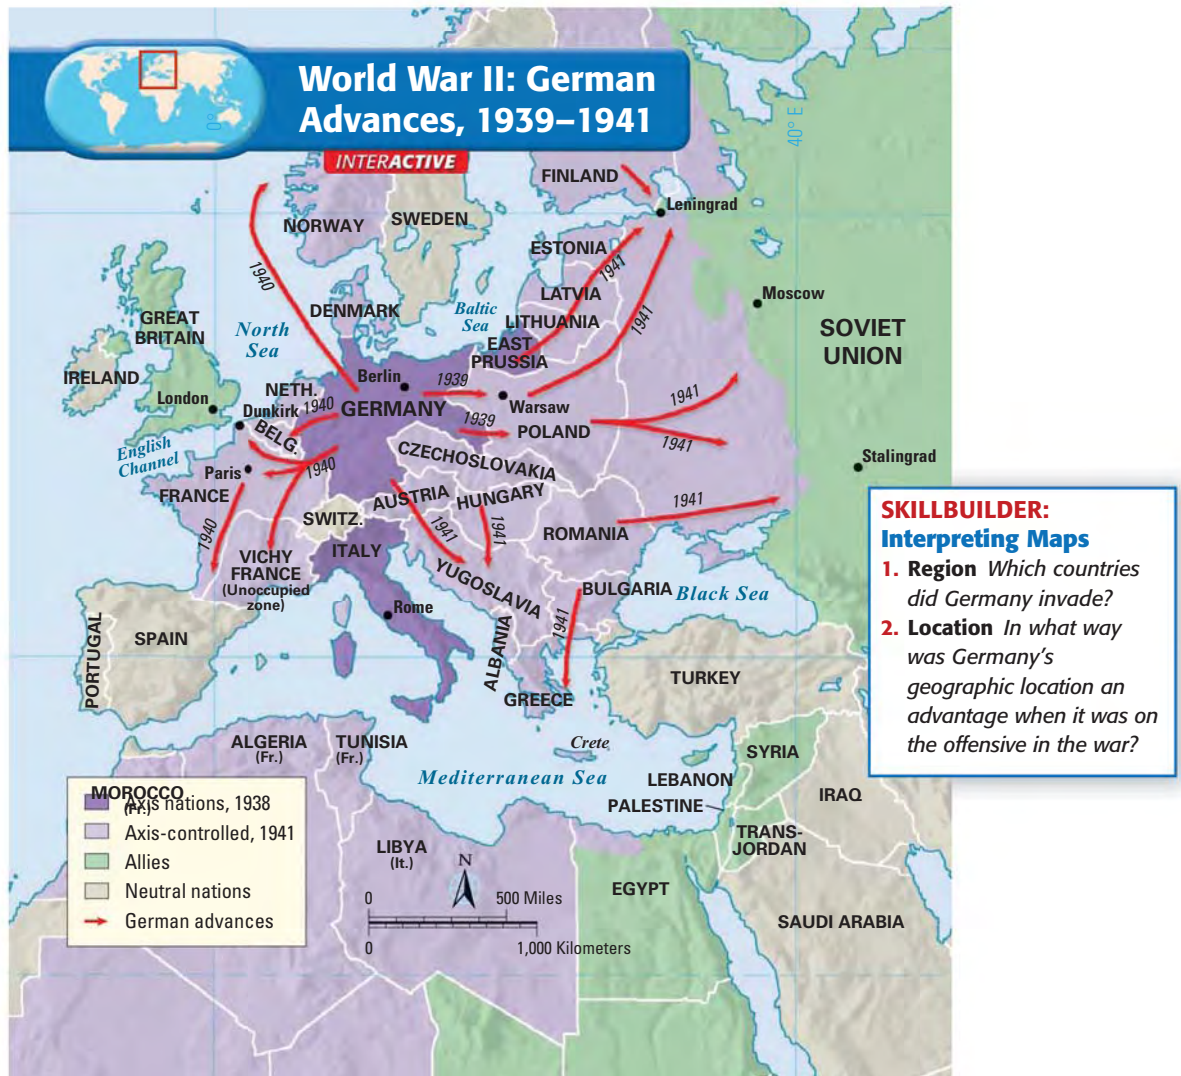 World War II: German
Advances, 1939–1941
INTERACTIVE
0°
40° E
FINLAND
Leningrad
NORWAY
SWEDEN
ESTONIA
1941
1940
LATVIA
Moscow
DENMARK
Baltic
Sea
LITHUANIA
1941
GREAT
BRITAIN
North
Sea
SOVIET
UNION
EAST
PRUSSIA
IRELAND
Berlin
1939
NETH.
London
Dunkirk
1940
GERMANY
Warsaw
1941
1939
POLAND
BELG.
1941
English
Channel
CZECHOSLOVAKIA
Stalingrad
Paris
1940
FRANCE
AUSTRIA
HUNGARY
1941
SWITZ.
1940
1941
1941
ROMANIA
ITALY
VICHY
FRANCE
(Unoccupied
zone)
YUGOSLAVIA
BULGARIA
Black Sea
Rome
1941
PORTUGAL
SPAIN
ALBANIA
TURKEY
GREECE
ALGERIA
(Fr.)
TUNISIA
(Fr.)
Crete
SYRIA
Mediterranean Sea
LEBANON
MOROCCO
(Fr.)
PALESTINE
IRAQ
TRANS-
JORDAN
LIBYA
(It.)
EGYPT
SAUDI ARABIA
Axis nations, 1938
Axis-controlled, 1941
Allies
Neutral nations
German advances
N
0
500 Miles
0
1,000 Kilometers
SKILLBUILDER:
Interpreting Maps
1. Region Which countries
did Germany invade?
2. Location In what way
was Germany's
geographic location an
advantage when it was on
the offensive in the war?